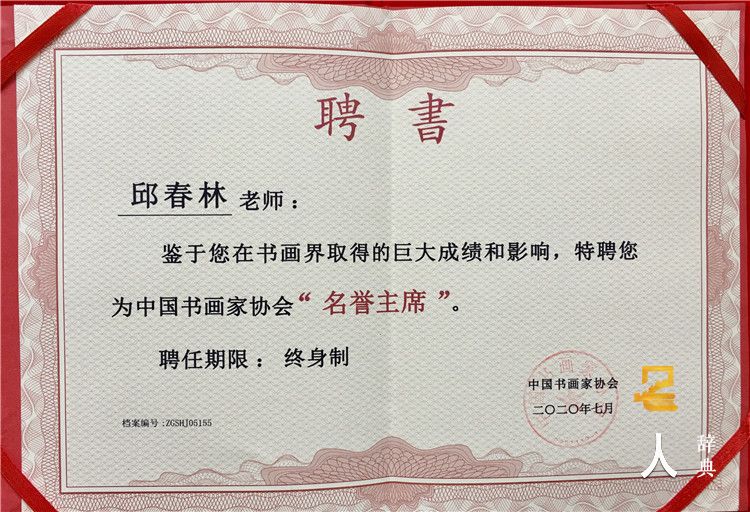 聘书
邱春林 老师：
鉴于您在书画界取得的巨大成绩和影响，特聘您
为中国书画家协会“名誉主席”。
聘任期限： 终身制
中国书画家协会
二〇二〇年七月
档案编号:ZGSHJ05155
人 辞典